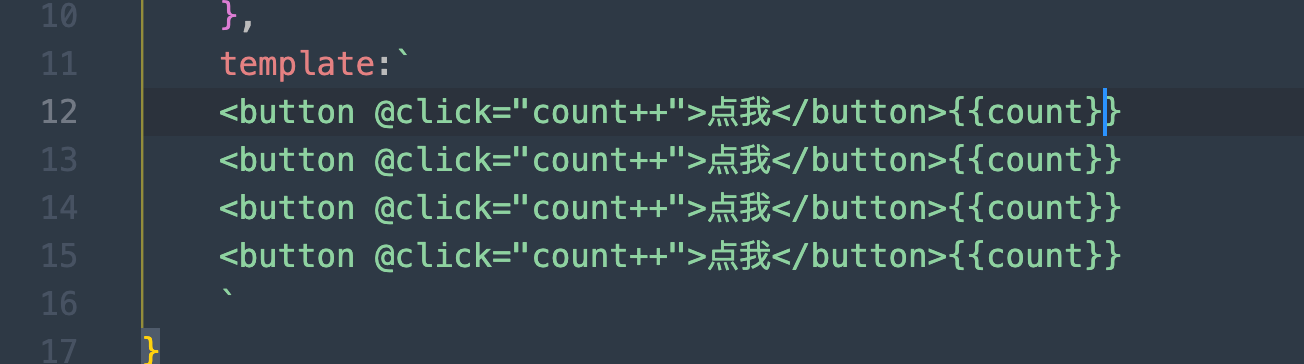 10 },
11 template:`
12 <button @click="count++">点我</button>{{count}}
13 <button @click="count++">点我</button>{{count}}
14 <button @click="count++">点我</button>{{count}}
15 <button @click="count++">点我</button>{{count}}
16 `
17 }